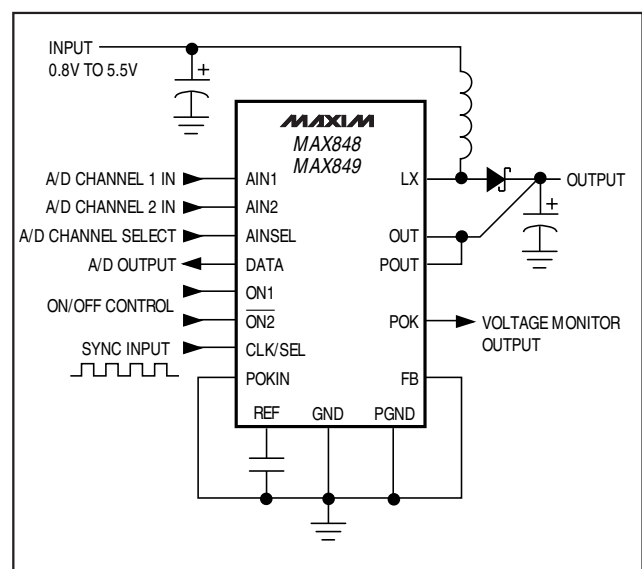 INPUT
0.8V TO 5.5V
+
MAXIM
MAX848
MAX849
A/D CHANNEL 1 IN
AIN1
LX
OUTPUT
A/D CHANNEL 2 IN
AIN2
+
A/D CHANNEL SELECT
AINSEL
OUT
A/D OUTPUT
DATA
POUT
ON/OFF CONTROL
ON1
ON2
POK
VOLTAGE MONITOR
OUTPUT
SYNC INPUT
CLK/SEL
POKIN
FB
REF
GND
PGND